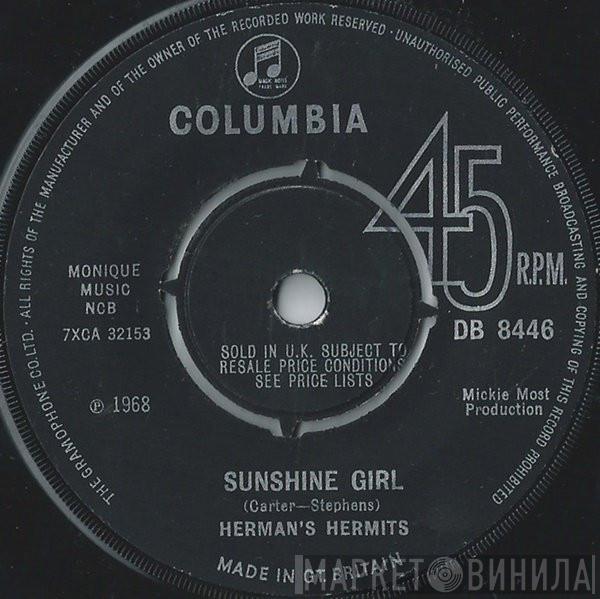 THE GRAMOPHONE CO. LTD. · ALL RIGHTS OF THE MANUFACTURER AND OF THE OWNER OF THE RECORDED WORK RESERVED · UNAUTHORISED PUBLIC PERFORMANCE BROADCASTING AND COPYING OF THIS RECORD PROHIBITED
MAGIC NOTES
TRADE MARK
COLUMBIA
45
R.P.M.
MONIQUE
MUSIC
NCB
7XCA 32153
DB 8446
SOLD IN U.K. SUBJECT TO
RESALE PRICE CONDITIONS
SEE PRICE LISTS
℗ 1968
Mickie Most
Production
SUNSHINE GIRL
(Carter—Stephens)
HERMAN'S HERMITS
MADE IN GT. BRITAIN
МАРКЕТ ВИНИЛА